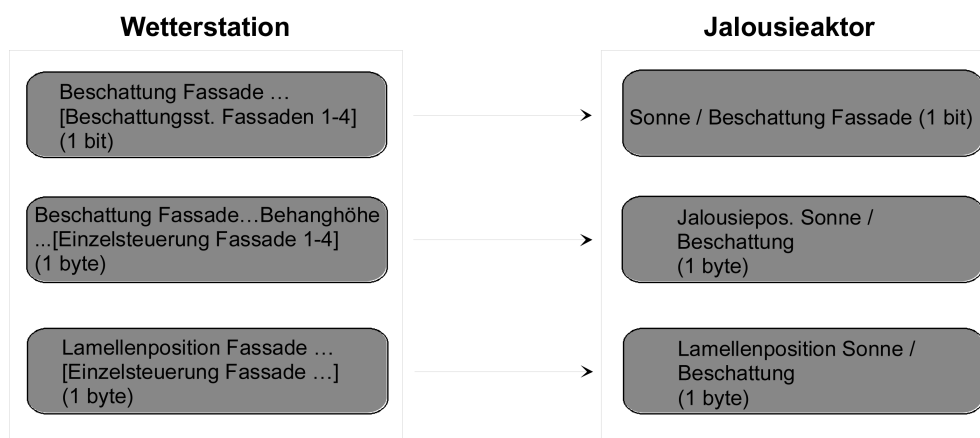 Wetterstation
Beschattung Fassade …
[Beschattungsst. Fassaden 1-4]
(1 bit)
Beschattung Fassade…Behanghöhe
...[Einzelsteuerung Fassade 1-4]
(1 byte)
Lamellenposition Fassade …
[Einzelsteuerung Fassade …]
(1 byte)
Jalousieaktor
Sonne / Beschattung Fassade (1 bit)
Jalousiepos. Sonne /
Beschattung
(1 byte)
Lamellenposition Sonne /
Beschattung
(1 byte)